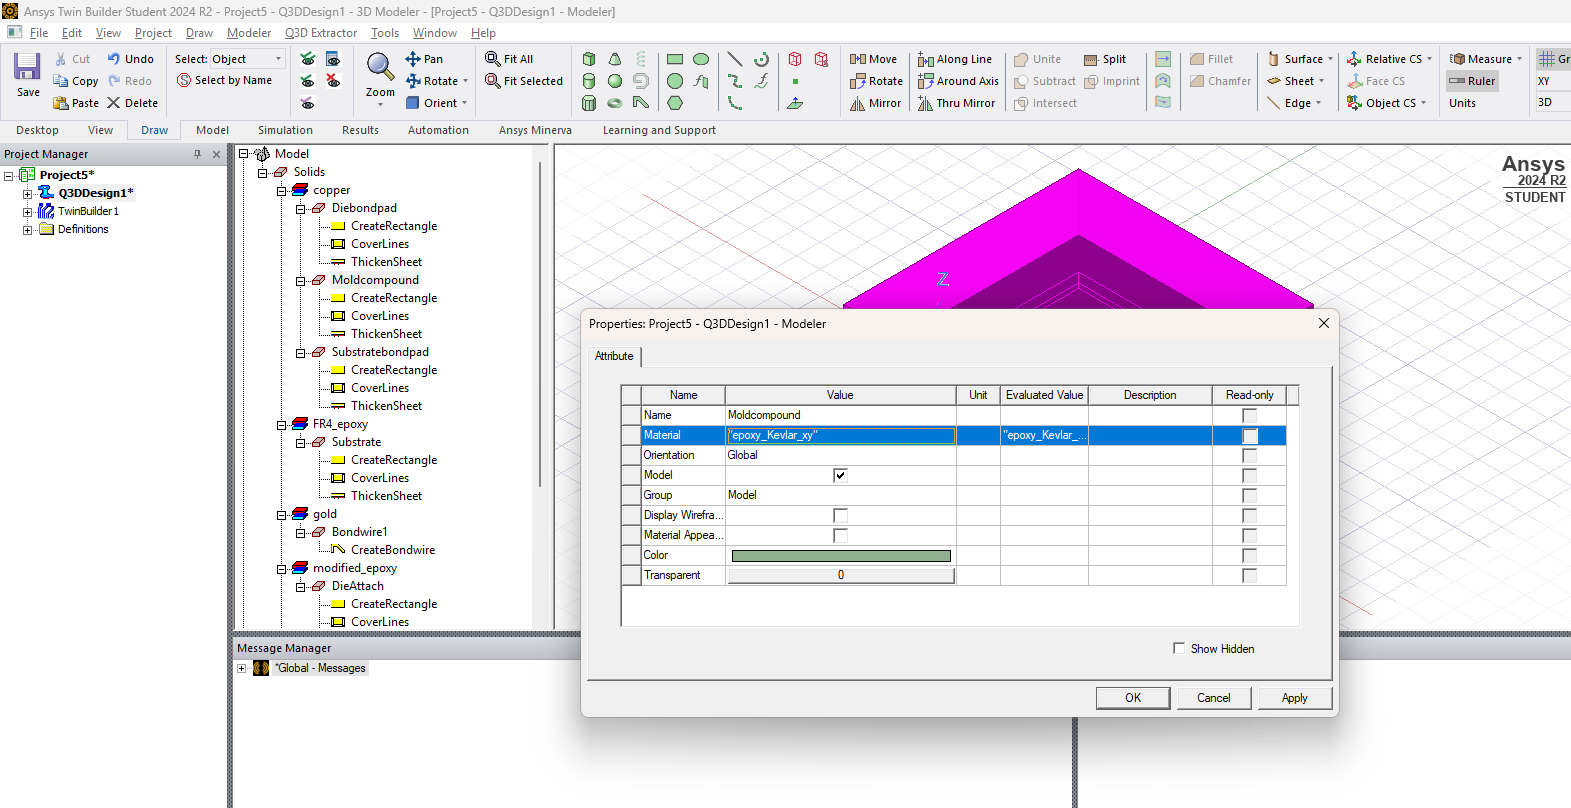 Ansys Twin Builder Student 2024 R2 - Project5 - Q3DDesign1 - 3D Modeler - [Project5 - Q3DDesign1 - Modeler]
File Edit View Project Draw Modeler Q3D Extractor Tools Window Help
Save
Cut
Copy
Paste
Undo
Redo
Delete
Select: Object
Select by Name
Zoom
Pan
Rotate
Orient
Fit All
Fit Selected
Move
Rotate
Mirror
Along Line
Around Axis
Thru Mirror
Unite
Subtract
Intersect
Split
Imprint
Fillet
Chamfer
Surface
Sheet
Edge
Relative CS
Face CS
Object CS
Measure
Ruler
Units
Gr
XY
3D
Desktop View Draw Model Simulation Results Automation Ansys Minerva Learning and Support
Project Manager
Project5*
Q3DDesign1*
TwinBuilder1
Definitions
Model
Solids
copper
Diebondpad
CreateRectangle
CoverLines
ThickenSheet
Moldcompound
CreateRectangle
CoverLines
ThickenSheet
Substratebondpad
CreateRectangle
CoverLines
ThickenSheet
FR4_epoxy
Substrate
CreateRectangle
CoverLines
ThickenSheet
gold
Bondwire1
CreateBondwire
modified_epoxy
DieAttach
CreateRectangle
CoverLines
Ansys
2024 R2
STUDENT
Z
Properties: Project5 - Q3DDesign1 - Modeler
Attribute
Name Value Unit Evaluated Value Description Read-only
Name Moldcompound
Material "epoxy_Kevlar_xy" "epoxy_Kevlar_...
Orientation Global
Model
Group Model
Display Wirefra...
Material Appea...
Color
Transparent 0
Show Hidden
OK Cancel Apply
Message Manager
*Global - Messages